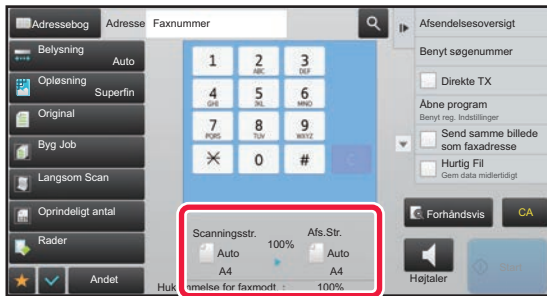 Adressebog
Adresse
Faxnummer
Belysning
Auto
Opløsning
Superfin
Original
Byg Job
Langsom Scan
Oprindeligt antal
Rader
Andet
1
2
ABC
3
DEF
4
GHI
5
JKL
6
MNO
7
PQRS
8
TUV
9
WXYZ
0
#
C
Scanningsstr.
100%
Afs.Str.
Auto
Auto
A4
A4
Hukommelse for faxmodt. :
100%
Afsendelsesoversigt
Benyt søgenummer
Direkte TX
Åbne program
Benyt reg. Indstillinger
Send samme billede
som faxadresse
Hurtig Fil
Gem data midlertidigt
Forhåndsvis
CA
Højtaler
Start